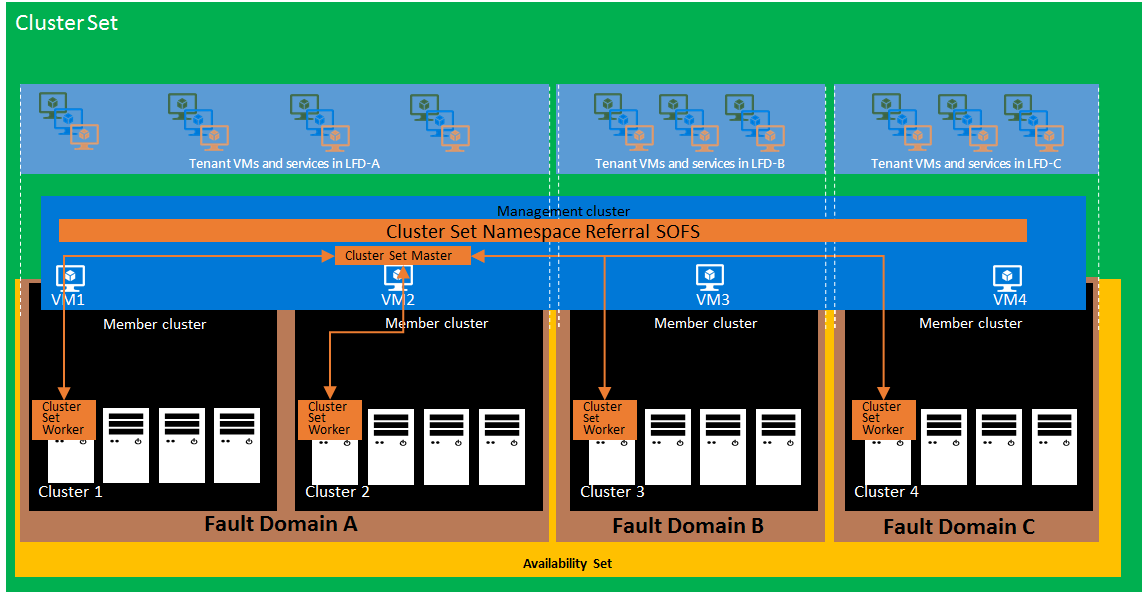 Cluster Set
Tenant VMs and services in LFD-A
Tenant VMs and services in LFD-B
Tenant VMs and services in LFD-C
Management cluster
Cluster Set Namespace Referral SOFS
Cluster Set Master
VM1
VM2
VM3
VM4
Member cluster
Member cluster
Member cluster
Member cluster
Cluster
Set
Worker
Cluster
Set
Worker
Cluster
Set
Worker
Cluster
Set
Worker
Cluster 1
Cluster 2
Cluster 3
Cluster 4
Fault Domain A
Fault Domain B
Fault Domain C
Availability Set